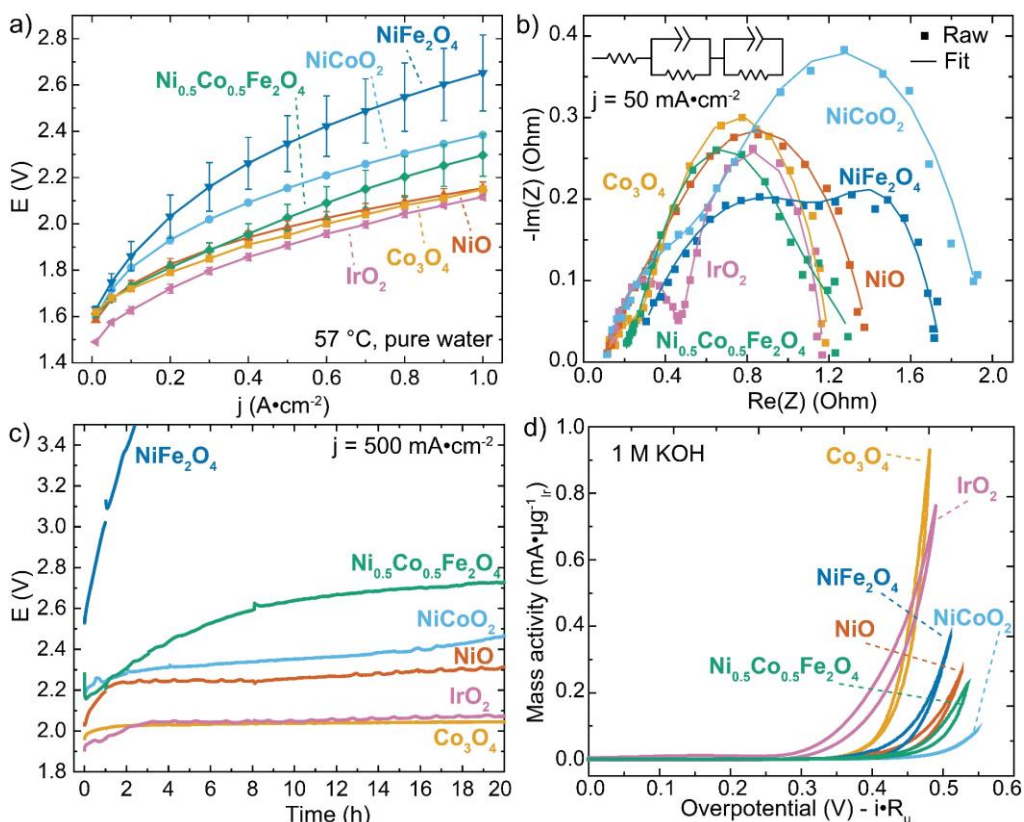 a)
2.8
2.6
2.4
2.2
2.0
1.8
1.6
1.4
E (V)
NiFe₂O₄
NiCoO₂
Ni₀.₅Co₀.₅Fe₂O₄
NiO
Co₃O₄
IrO₂
57 °C, pure water
0.0 0.2 0.4 0.6 0.8 1.0
j (A•cm⁻²)
b)
0.4
0.3
0.2
0.1
0.0
-Im(Z) (Ohm)
Raw
Fit
j = 50 mA•cm⁻²
NiCoO₂
Co₃O₄
NiFe₂O₄
NiO
IrO₂
Ni₀.₅Co₀.₅Fe₂O₄
0.0 0.4 0.8 1.2 1.6 2.0
Re(Z) (Ohm)
c)
3.4
3.2
3.0
2.8
2.6
2.4
2.2
2.0
1.8
E (V)
j = 500 mA•cm⁻²
NiFe₂O₄
Ni₀.₅Co₀.₅Fe₂O₄
NiCoO₂
NiO
IrO₂
Co₃O₄
0 2 4 6 8 10 12 14 16 18 20
Time (h)
d)
1.0
0.8
0.6
0.4
0.2
0.0
Mass activity (mA•µg⁻¹ Ir)
1 M KOH
Co₃O₄
IrO₂
NiFe₂O₄
NiCoO₂
NiO
Ni₀.₅Co₀.₅Fe₂O₄
0.0 0.1 0.2 0.3 0.4 0.5 0.6
Overpotential (V) - i•Rᵤ